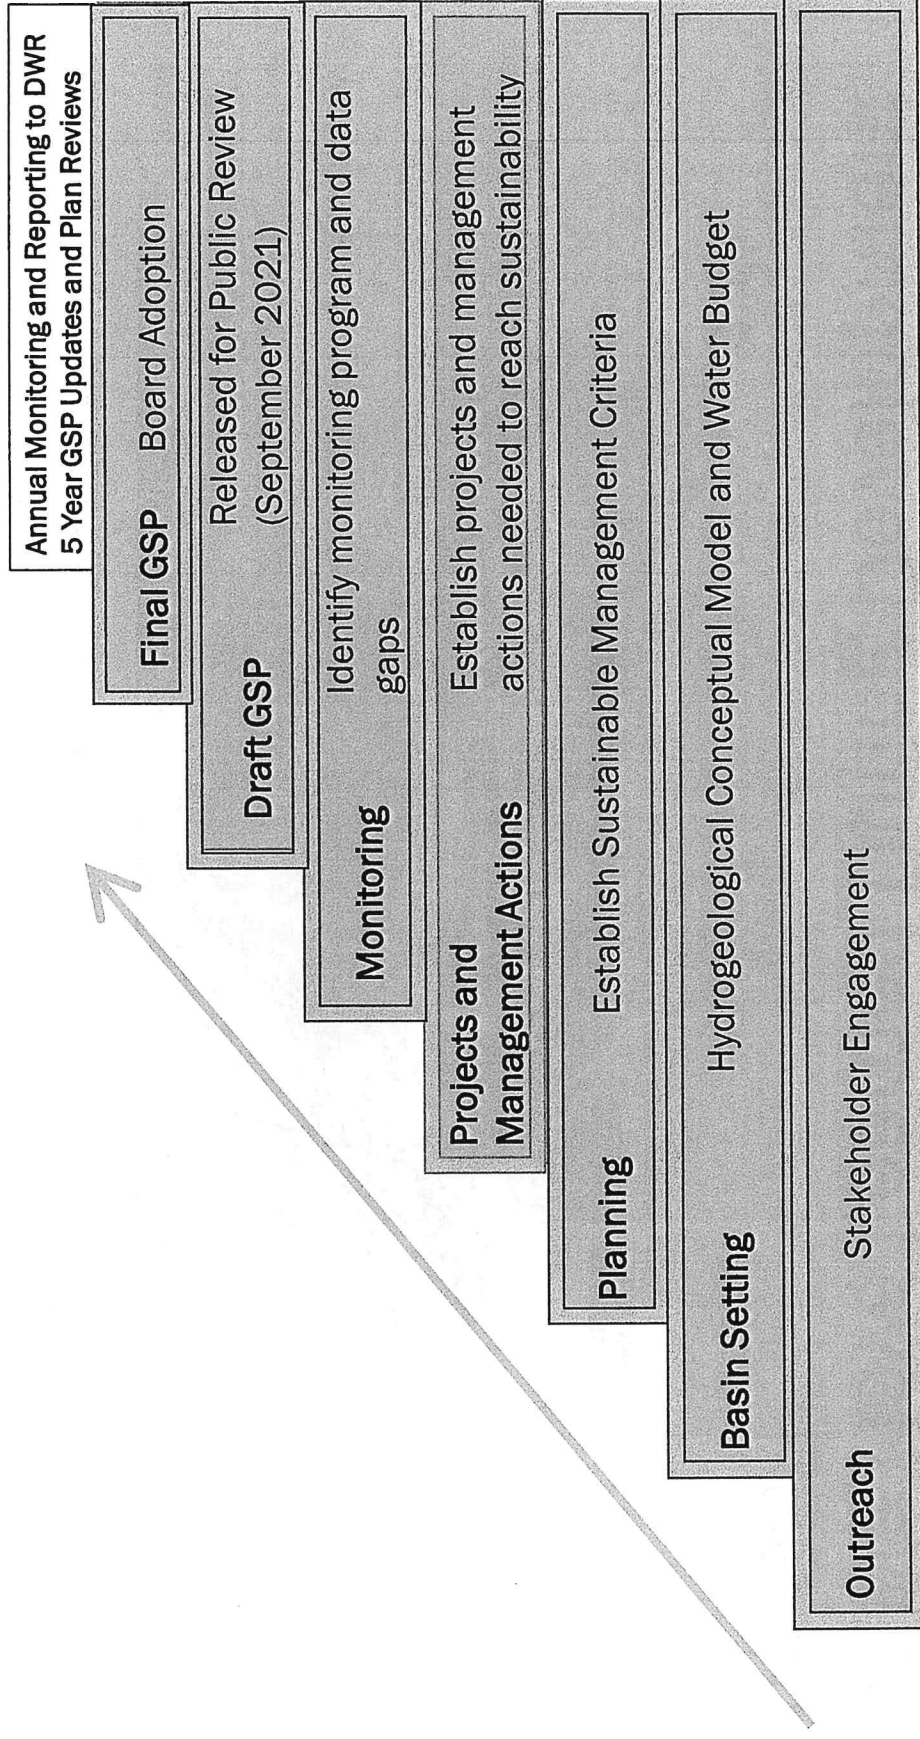 Annual Monitoring and Reporting to DWR
5 Year GSP Updates and Plan Reviews
Final GSP Board Adoption
Draft GSP
Released for Public Review
(September 2021)
Monitoring
Identify monitoring program and data
gaps
Projects and
Management Actions
Establish projects and management
actions needed to reach sustainability
Planning Establish Sustainable Management Criteria
Basin Setting Hydrogeological Conceptual Model and Water Budget
Outreach Stakeholder Engagement